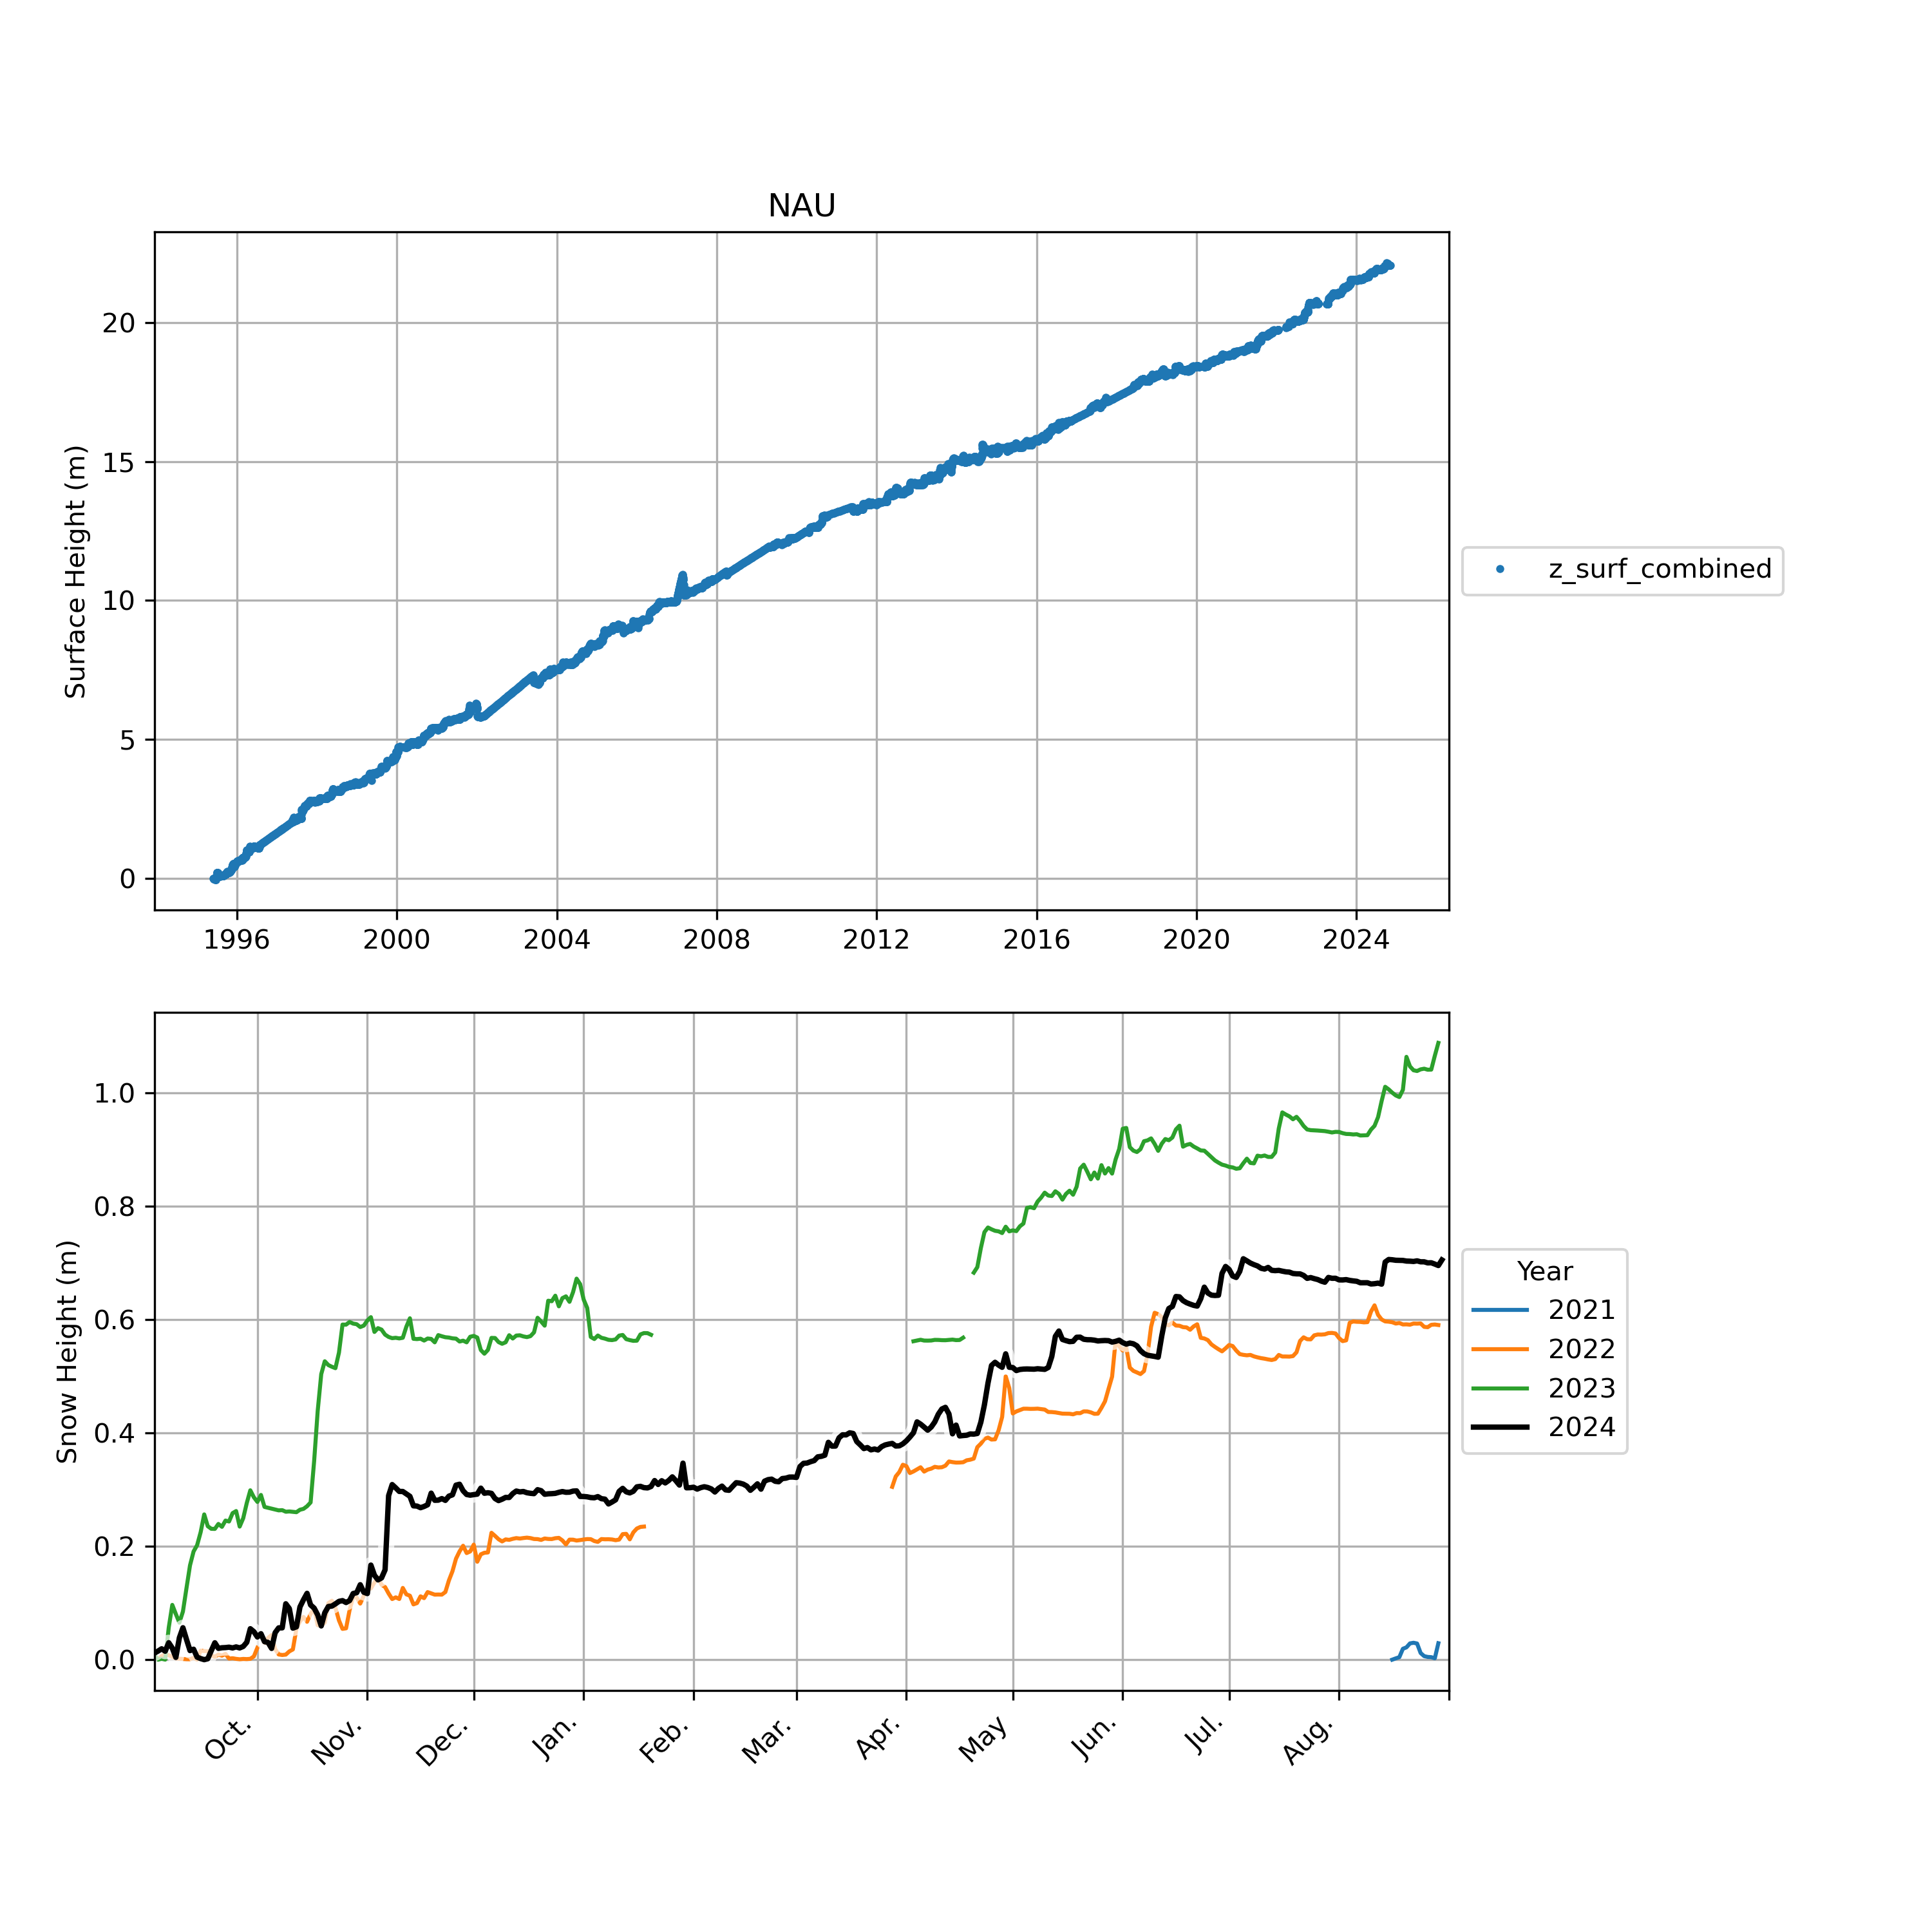 NAU
Surface Height (m)
20
15
10
5
0
1996 2000 2004 2008 2012 2016 2020 2024
z_surf_combined
Snow Height (m)
1.0
0.8
0.6
0.4
0.2
0.0
Oct. Nov. Dec. Jan. Feb. Mar. Apr. May Jun. Jul. Aug.
Year
2021
2022
2023
2024